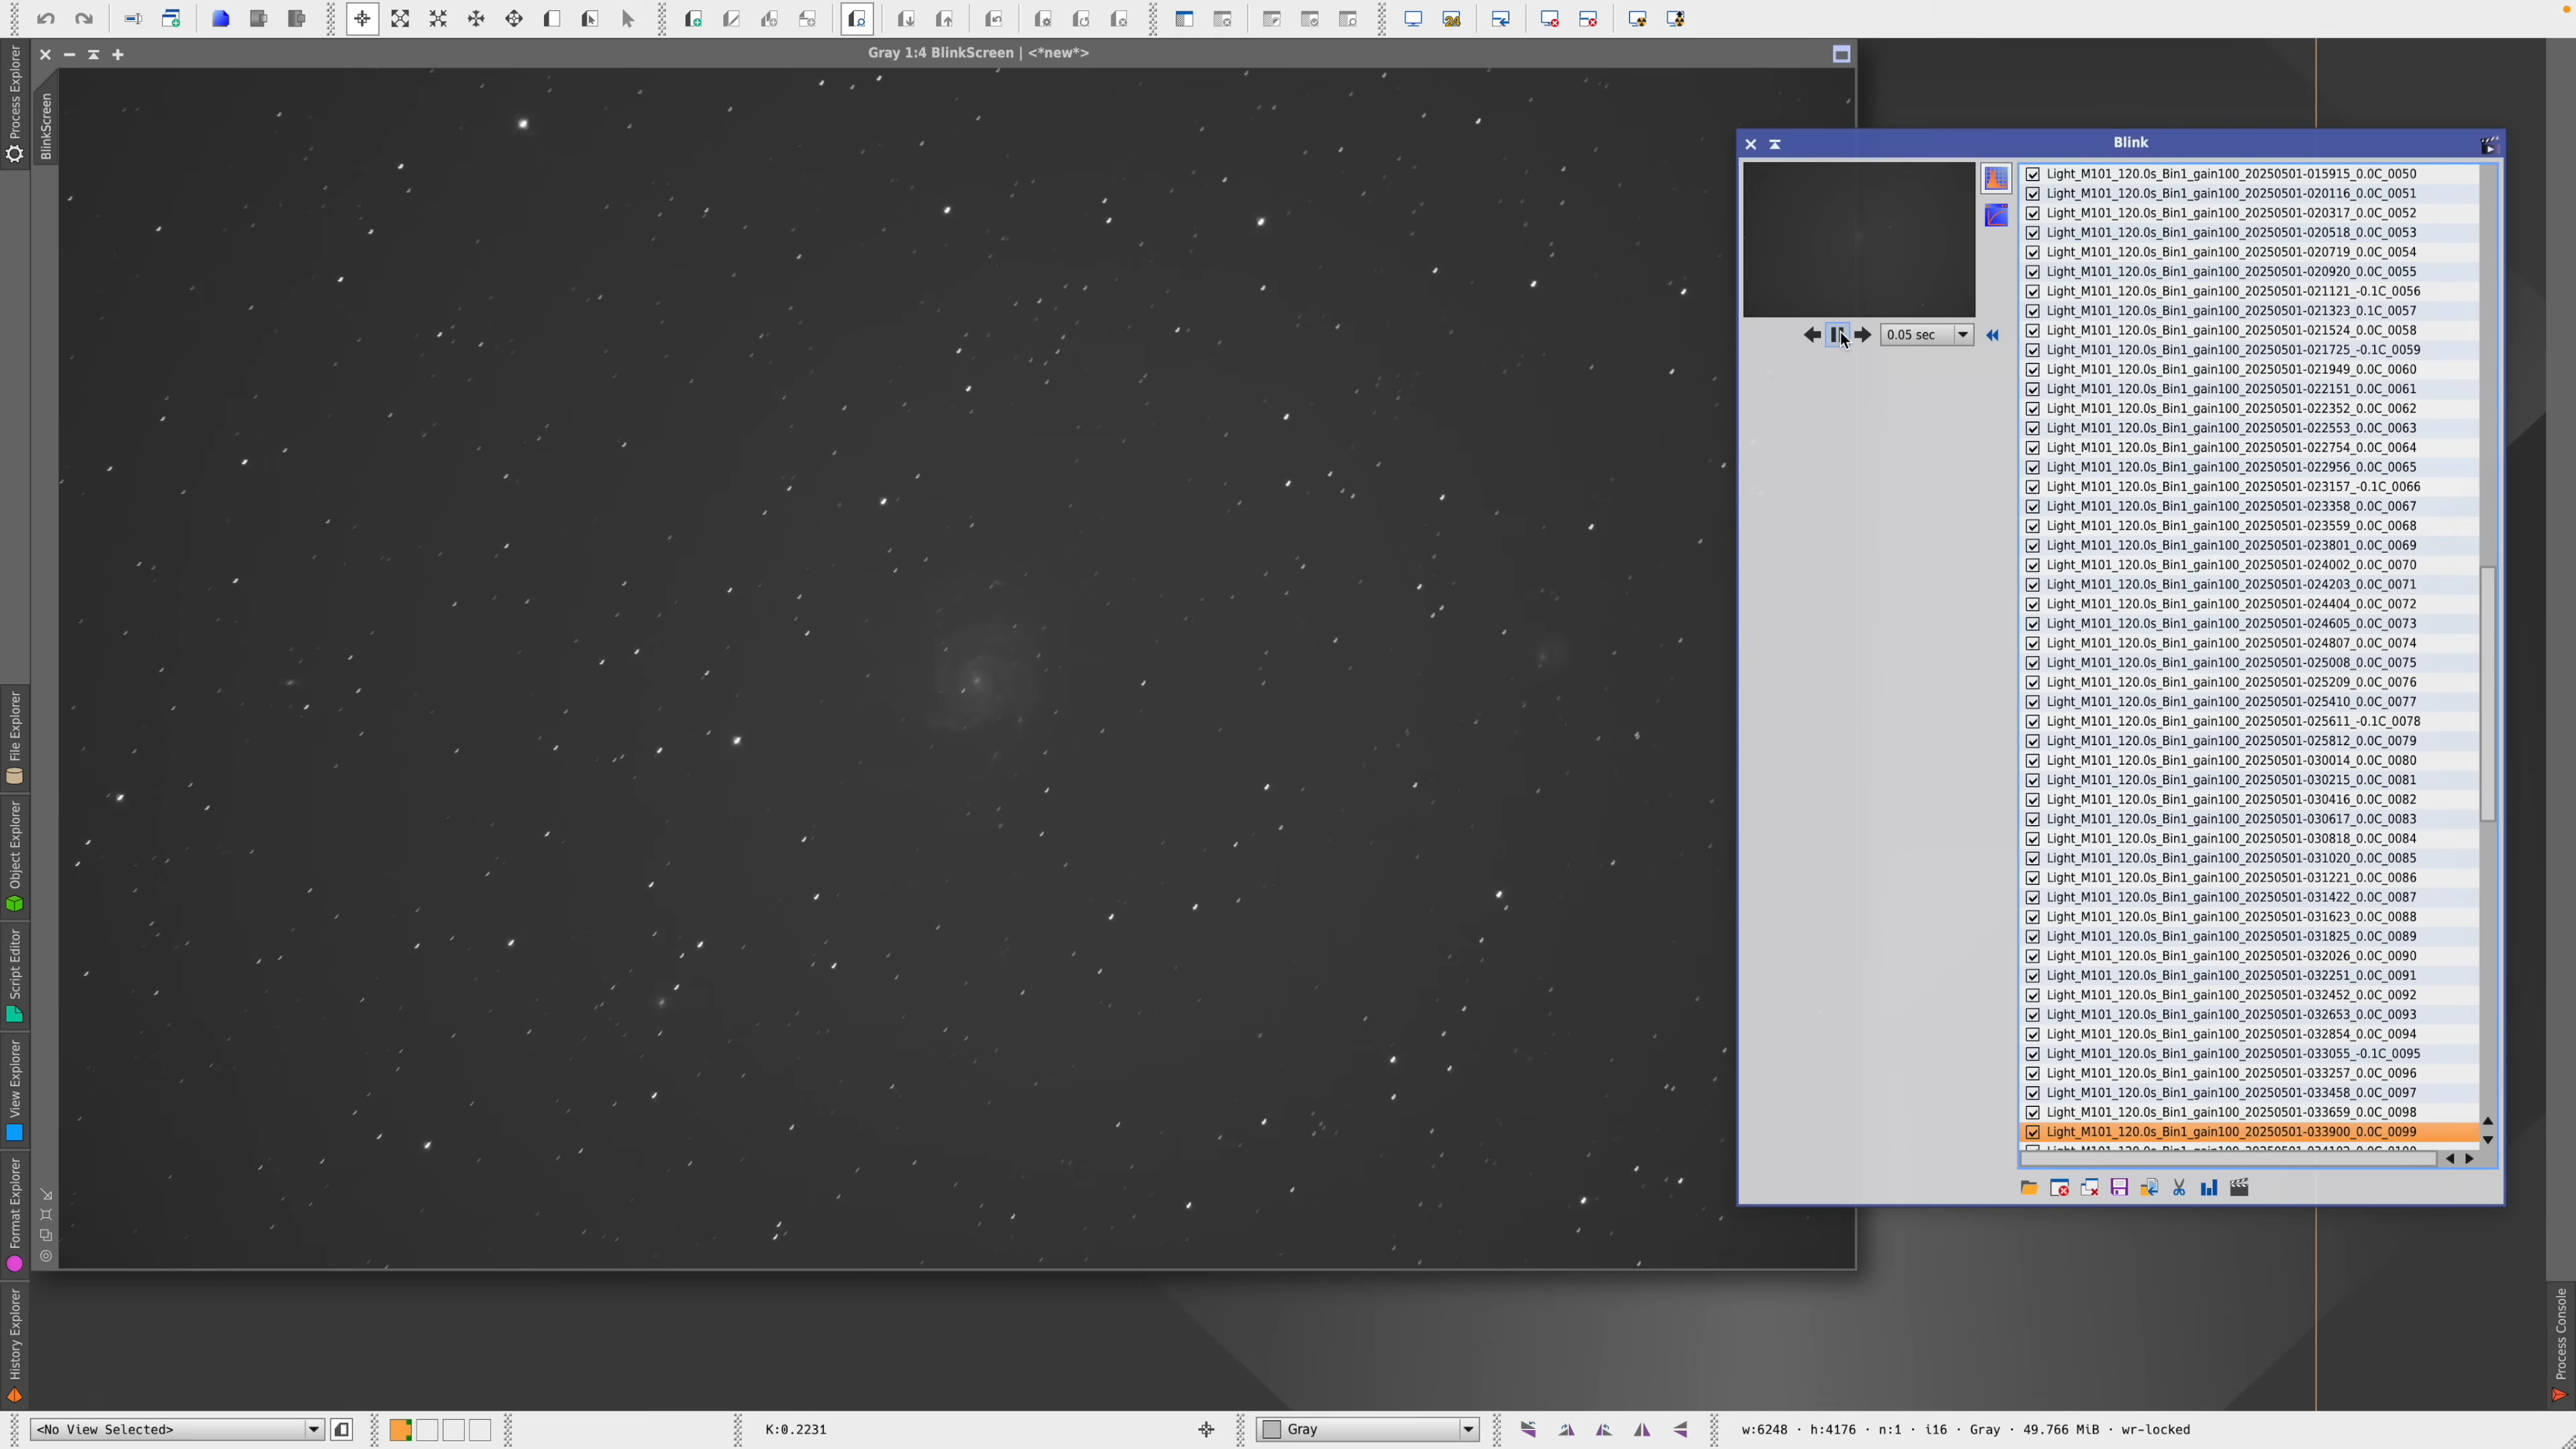 Gray 1:4 BlinkScreen | <*new*>
Process Explorer
BlinkScreen
File Explorer
Object Explorer
Script Editor
View Explorer
Format Explorer
History Explorer
Blink
0.05 sec
Light_M101_120.0s_Bin1_gain100_20250501-015915_0.0C_0050
Light_M101_120.0s_Bin1_gain100_20250501-020116_0.0C_0051
Light_M101_120.0s_Bin1_gain100_20250501-020317_0.0C_0052
Light_M101_120.0s_Bin1_gain100_20250501-020518_0.0C_0053
Light_M101_120.0s_Bin1_gain100_20250501-020719_0.0C_0054
Light_M101_120.0s_Bin1_gain100_20250501-020920_0.0C_0055
Light_M101_120.0s_Bin1_gain100_20250501-021121_-0.1C_0056
Light_M101_120.0s_Bin1_gain100_20250501-021323_0.1C_0057
Light_M101_120.0s_Bin1_gain100_20250501-021524_0.0C_0058
Light_M101_120.0s_Bin1_gain100_20250501-021725_-0.1C_0059
Light_M101_120.0s_Bin1_gain100_20250501-021949_0.0C_0060
Light_M101_120.0s_Bin1_gain100_20250501-022151_0.0C_0061
Light_M101_120.0s_Bin1_gain100_20250501-022352_0.0C_0062
Light_M101_120.0s_Bin1_gain100_20250501-022553_0.0C_0063
Light_M101_120.0s_Bin1_gain100_20250501-022754_0.0C_0064
Light_M101_120.0s_Bin1_gain100_20250501-022956_0.0C_0065
Light_M101_120.0s_Bin1_gain100_20250501-023157_-0.1C_0066
Light_M101_120.0s_Bin1_gain100_20250501-023358_0.0C_0067
Light_M101_120.0s_Bin1_gain100_20250501-023559_0.0C_0068
Light_M101_120.0s_Bin1_gain100_20250501-023801_0.0C_0069
Light_M101_120.0s_Bin1_gain100_20250501-024002_0.0C_0070
Light_M101_120.0s_Bin1_gain100_20250501-024203_0.0C_0071
Light_M101_120.0s_Bin1_gain100_20250501-024404_0.0C_0072
Light_M101_120.0s_Bin1_gain100_20250501-024605_0.0C_0073
Light_M101_120.0s_Bin1_gain100_20250501-024807_0.0C_0074
Light_M101_120.0s_Bin1_gain100_20250501-025008_0.0C_0075
Light_M101_120.0s_Bin1_gain100_20250501-025209_0.0C_0076
Light_M101_120.0s_Bin1_gain100_20250501-025410_0.0C_0077
Light_M101_120.0s_Bin1_gain100_20250501-025611_-0.1C_0078
Light_M101_120.0s_Bin1_gain100_20250501-025812_0.0C_0079
Light_M101_120.0s_Bin1_gain100_20250501-030014_0.0C_0080
Light_M101_120.0s_Bin1_gain100_20250501-030215_0.0C_0081
Light_M101_120.0s_Bin1_gain100_20250501-030416_0.0C_0082
Light_M101_120.0s_Bin1_gain100_20250501-030617_0.0C_0083
Light_M101_120.0s_Bin1_gain100_20250501-030818_0.0C_0084
Light_M101_120.0s_Bin1_gain100_20250501-031020_0.0C_0085
Light_M101_120.0s_Bin1_gain100_20250501-031221_0.0C_0086
Light_M101_120.0s_Bin1_gain100_20250501-031422_0.0C_0087
Light_M101_120.0s_Bin1_gain100_20250501-031623_0.0C_0088
Light_M101_120.0s_Bin1_gain100_20250501-031825_0.0C_0089
Light_M101_120.0s_Bin1_gain100_20250501-032026_0.0C_0090
Light_M101_120.0s_Bin1_gain100_20250501-032251_0.0C_0091
Light_M101_120.0s_Bin1_gain100_20250501-032452_0.0C_0092
Light_M101_120.0s_Bin1_gain100_20250501-032653_0.0C_0093
Light_M101_120.0s_Bin1_gain100_20250501-032854_0.0C_0094
Light_M101_120.0s_Bin1_gain100_20250501-033055_-0.1C_0095
Light_M101_120.0s_Bin1_gain100_20250501-033257_0.0C_0096
Light_M101_120.0s_Bin1_gain100_20250501-033458_0.0C_0097
Light_M101_120.0s_Bin1_gain100_20250501-033659_0.0C_0098
Light_M101_120.0s_Bin1_gain100_20250501-033900_0.0C_0099
Process Console
<No View Selected>
K:0.2231
Gray
w:6248 · h:4176 · n:1 · i16 · Gray · 49.766 MiB · wr-locked